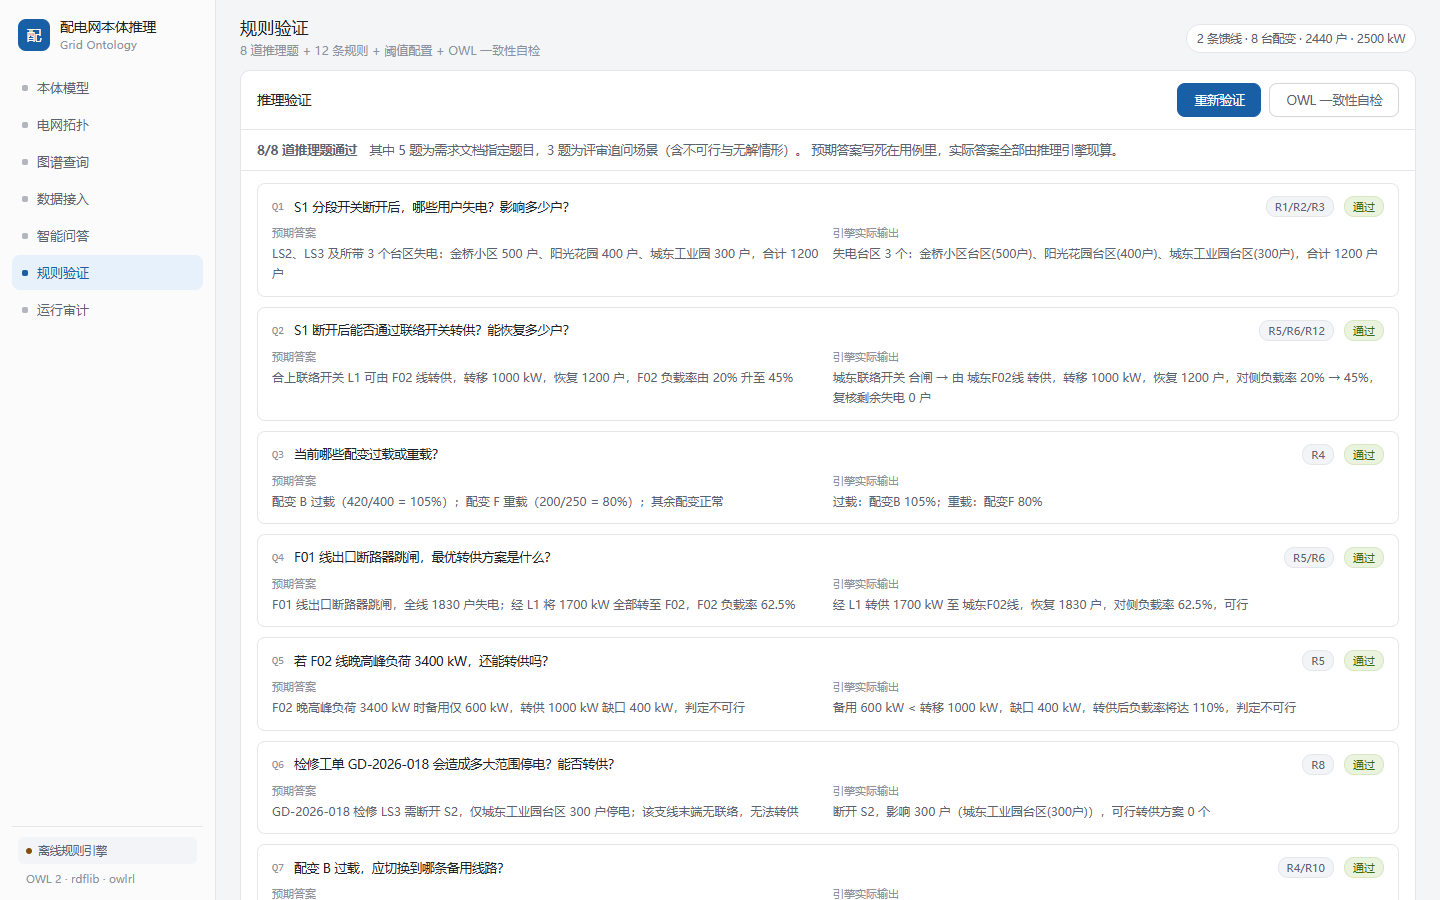 配
配电网本体推理
Grid Ontology
本体模型
电网拓扑
图谱查询
数据接入
智能问答
规则验证
运行审计
离线规则引擎
OWL 2 · rdflib · owlrl
规则验证
8 道推理题 + 12 条规则 + 阈值配置 + OWL 一致性自检
2 条馈线 · 8 台配变 · 2440 户 · 2500 kW
推理验证
重新验证
OWL 一致性自检
8/8 道推理题通过 其中 5 题为需求文档指定题目，3 题为评审追问场景（含不可行与无解情形）。 预期答案写死在用例里，实际答案全部由推理引擎现算。
Q1 S1 分段开关断开后，哪些用户失电？影响多少户？
R1/R2/R3 通过
预期答案
LS2、LS3 及所带 3 个台区失电：金桥小区 500 户、阳光花园 400 户、城东工业园 300 户，合计 1200
户
引擎实际输出
失电台区 3 个：金桥小区台区(500户)、阳光花园台区(400户)、城东工业园台区(300户)，合计 1200 户
Q2 S1 断开后能否通过联络开关转供？能恢复多少户？
R5/R6/R12 通过
预期答案
合上联络开关 L1 可由 F02 线转供，转移 1000 kW，恢复 1200 户，F02 负载率由 20% 升至 45%
引擎实际输出
城东联络开关 合闸 → 由 城东F02线 转供，转移 1000 kW，恢复 1200 户，对侧负载率 20% → 45%，
复核剩余失电 0 户
Q3 当前哪些配变过载或重载？
R4 通过
预期答案
配变 B 过载（420/400 = 105%）；配变 F 重载（200/250 = 80%）；其余配变正常
引擎实际输出
过载：配变B 105%；重载：配变F 80%
Q4 F01 线出口断路器跳闸，最优转供方案是什么？
R5/R6 通过
预期答案
F01 线出口断路器跳闸，全线 1830 户失电；经 L1 将 1700 kW 全部转至 F02，F02 负载率 62.5%
引擎实际输出
经 L1 转供 1700 kW 至 城东F02线，恢复 1830 户，对侧负载率 62.5%，可行
Q5 若 F02 线晚高峰负荷 3400 kW，还能转供吗？
R5 通过
预期答案
F02 晚高峰负荷 3400 kW 时备用仅 600 kW，转供 1000 kW 缺口 400 kW，判定不可行
引擎实际输出
备用 600 kW < 转移 1000 kW，缺口 400 kW，转供后负载率将达 110%，判定不可行
Q6 检修工单 GD-2026-018 会造成多大范围停电？能否转供？
R8 通过
预期答案
GD-2026-018 检修 LS3 需断开 S2，仅城东工业园台区 300 户停电；该支线末端无联络，无法转供
引擎实际输出
断开 S2，影响 300 户（城东工业园台区(300户)），可行转供方案 0 个
Q7 配变 B 过载，应切换到哪条备用线路？
R4/R10 通过
预期答案
引擎实际输出